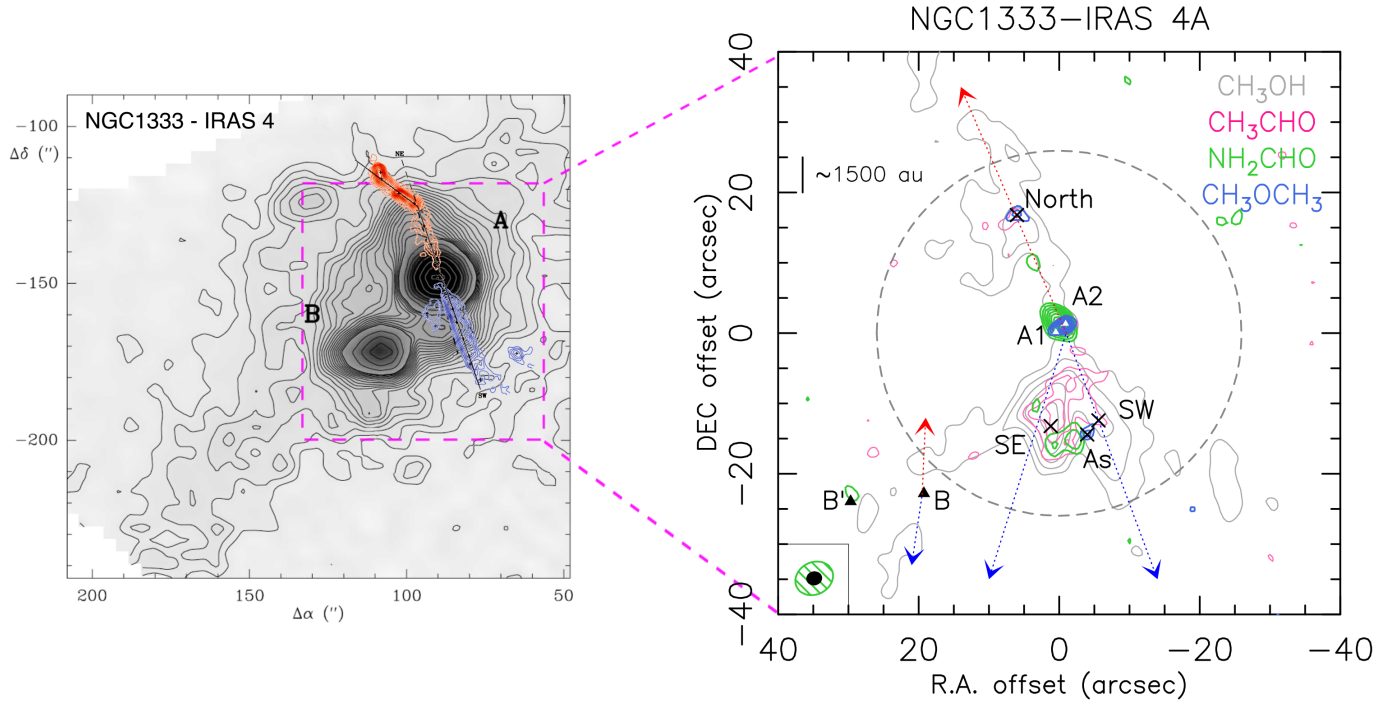 NGC1333 - IRAS 4
NE
A
B
SW
−100
−150
−200
Δδ (″)
200
150
100
50
Δα (″)
NGC1333−IRAS 4A
CH₃OH
CH₃CHO
NH₂CHO
CH₃OCH₃
~1500 au
North
A2
A1
SW
SE
As
B'
B
40
20
0
−20
−40
DEC offset (arcsec)
40
20
0
−20
−40
R.A. offset (arcsec)